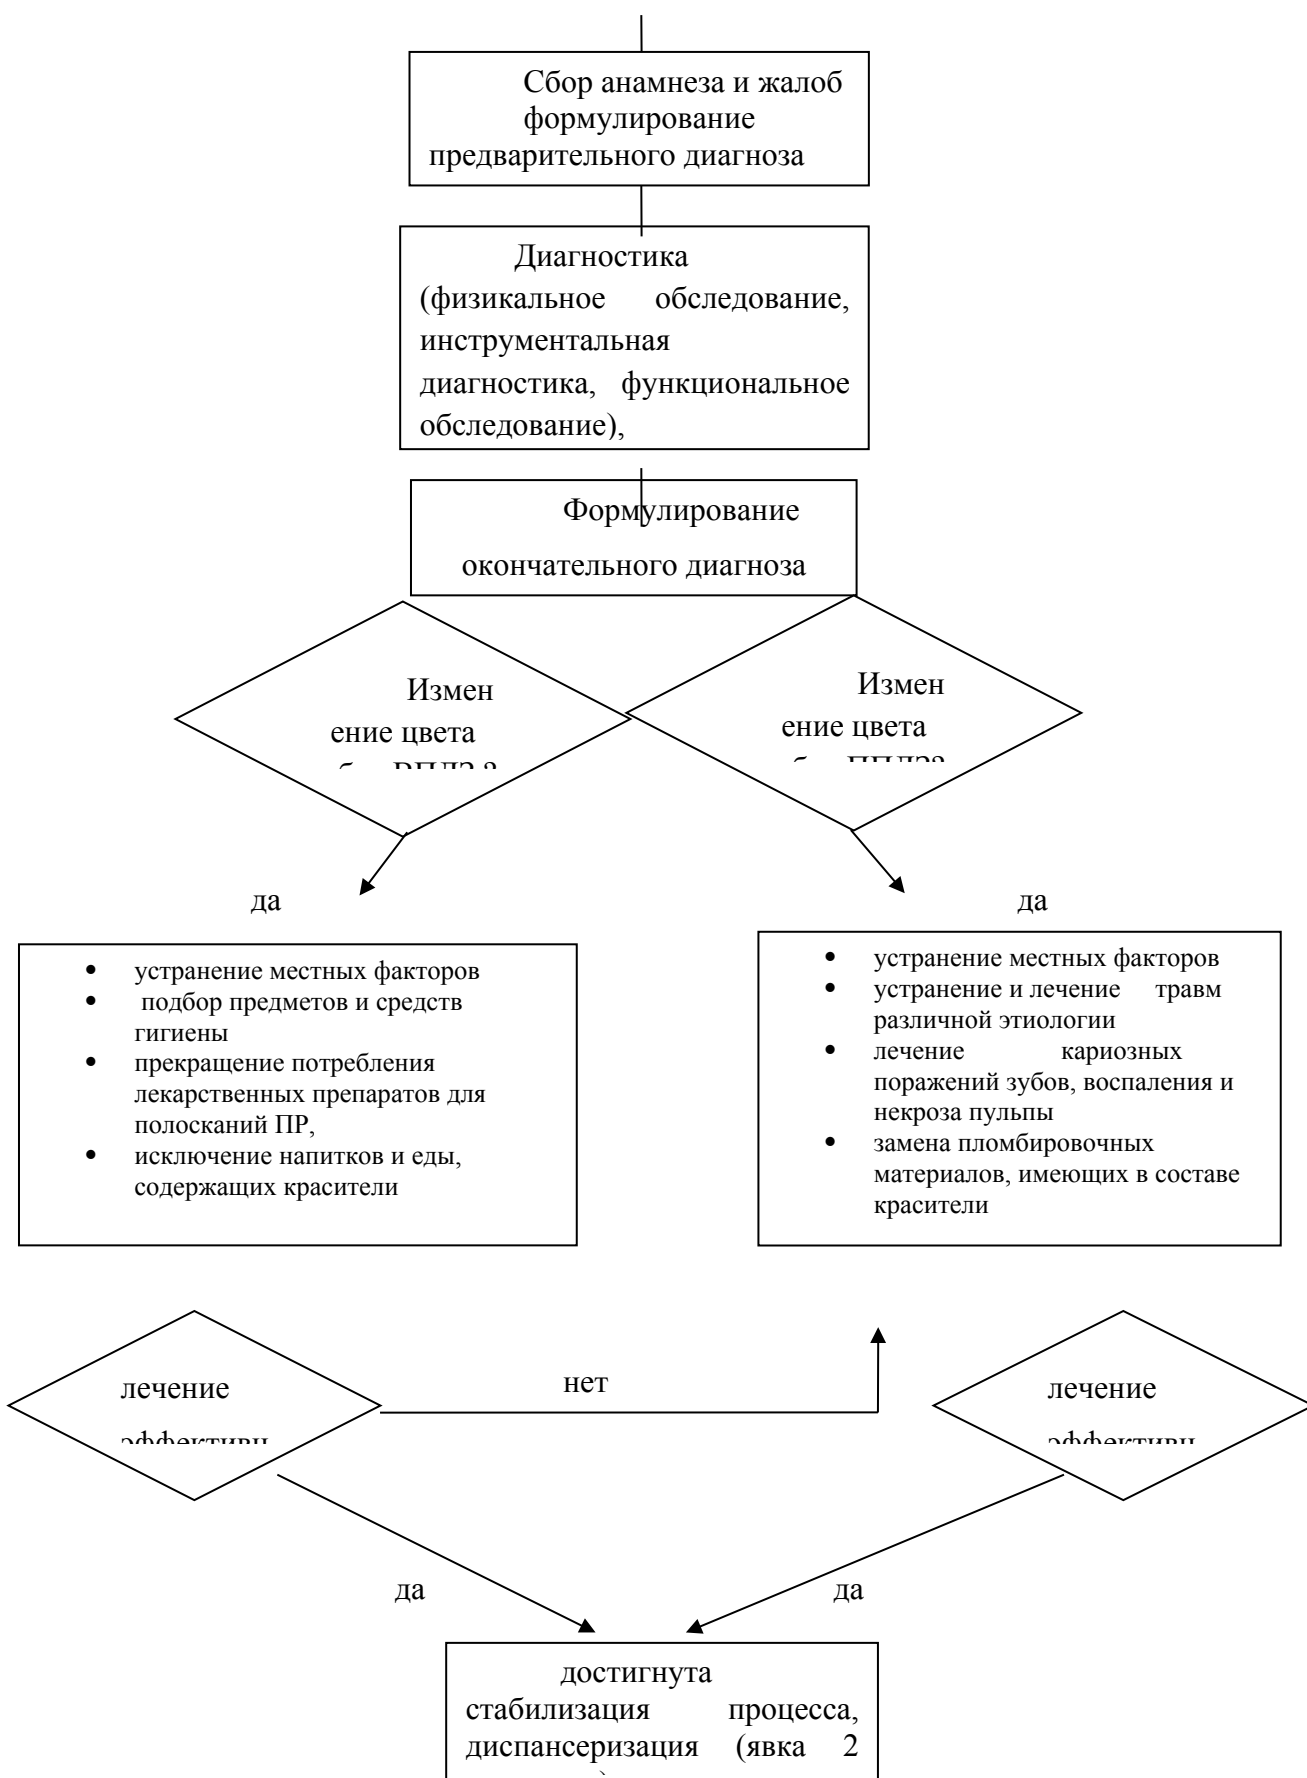 Сбор анамнеза и жалоб
формулирование
предварительного диагноза
Диагностика
(физикальное обследование,
инструментальная
диагностика, функциональное
обследование),
Формулирование
окончательного диагноза
Измен
ение цвета
Измен
ение цвета
да
да
• устранение местных факторов
• подбор предметов и средств
гигиены
• прекращение потребления
лекарственных препаратов для
полосканий ПР,
• исключение напитков и еды,
содержащих красители
• устранение местных факторов
• устранение и лечение травм
различной этиологии
• лечение кариозных
поражений зубов, воспаления и
некроза пульпы
• замена пломбировочных
материалов, имеющих в составе
красители
лечение
эффективн
нет
лечение
эффективн
да
да
достигнута
стабилизация процесса,
диспансеризация (явка 2